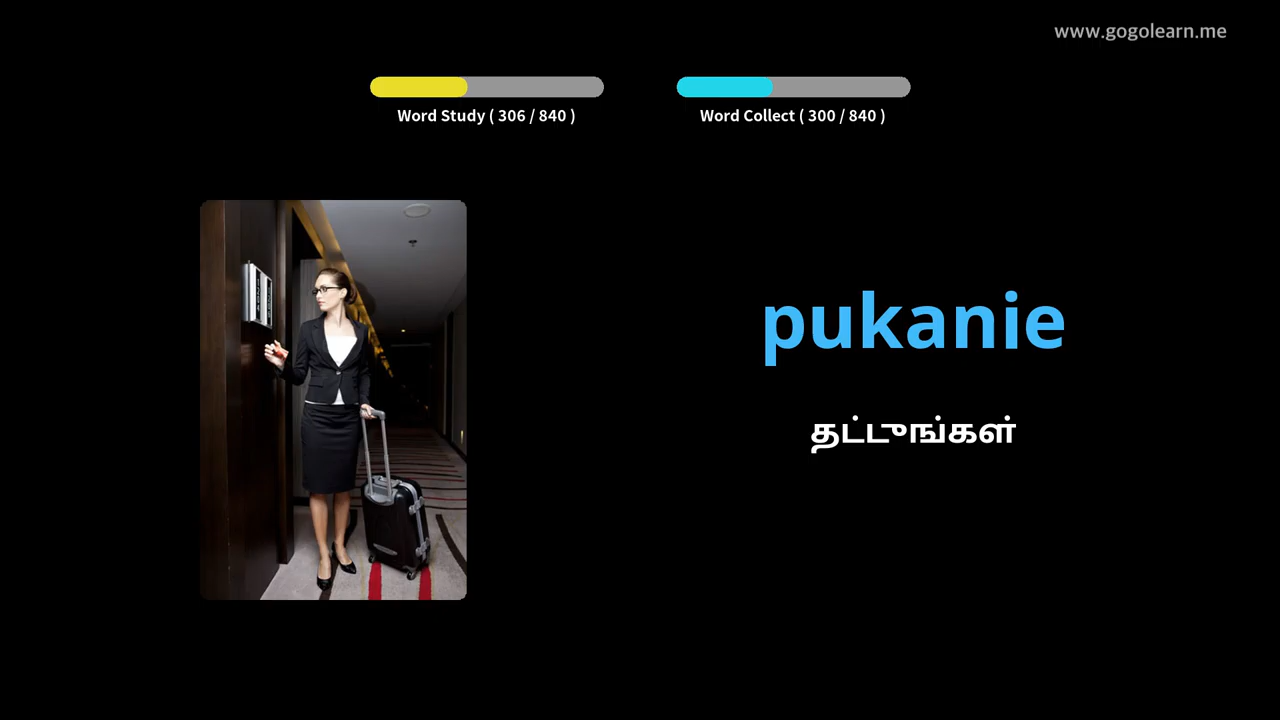 www.gogolearn.me
Word Study ( 306 / 840 )
Word Collect ( 300 / 840 )
pukanie
தட்டுங்கள்